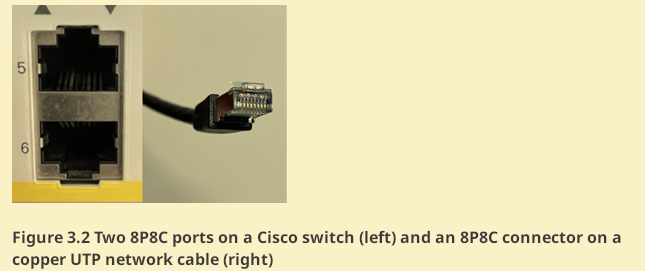 5
6
Figure 3.2 Two 8P8C ports on a Cisco switch (left) and an 8P8C connector on a
copper UTP network cable (right)